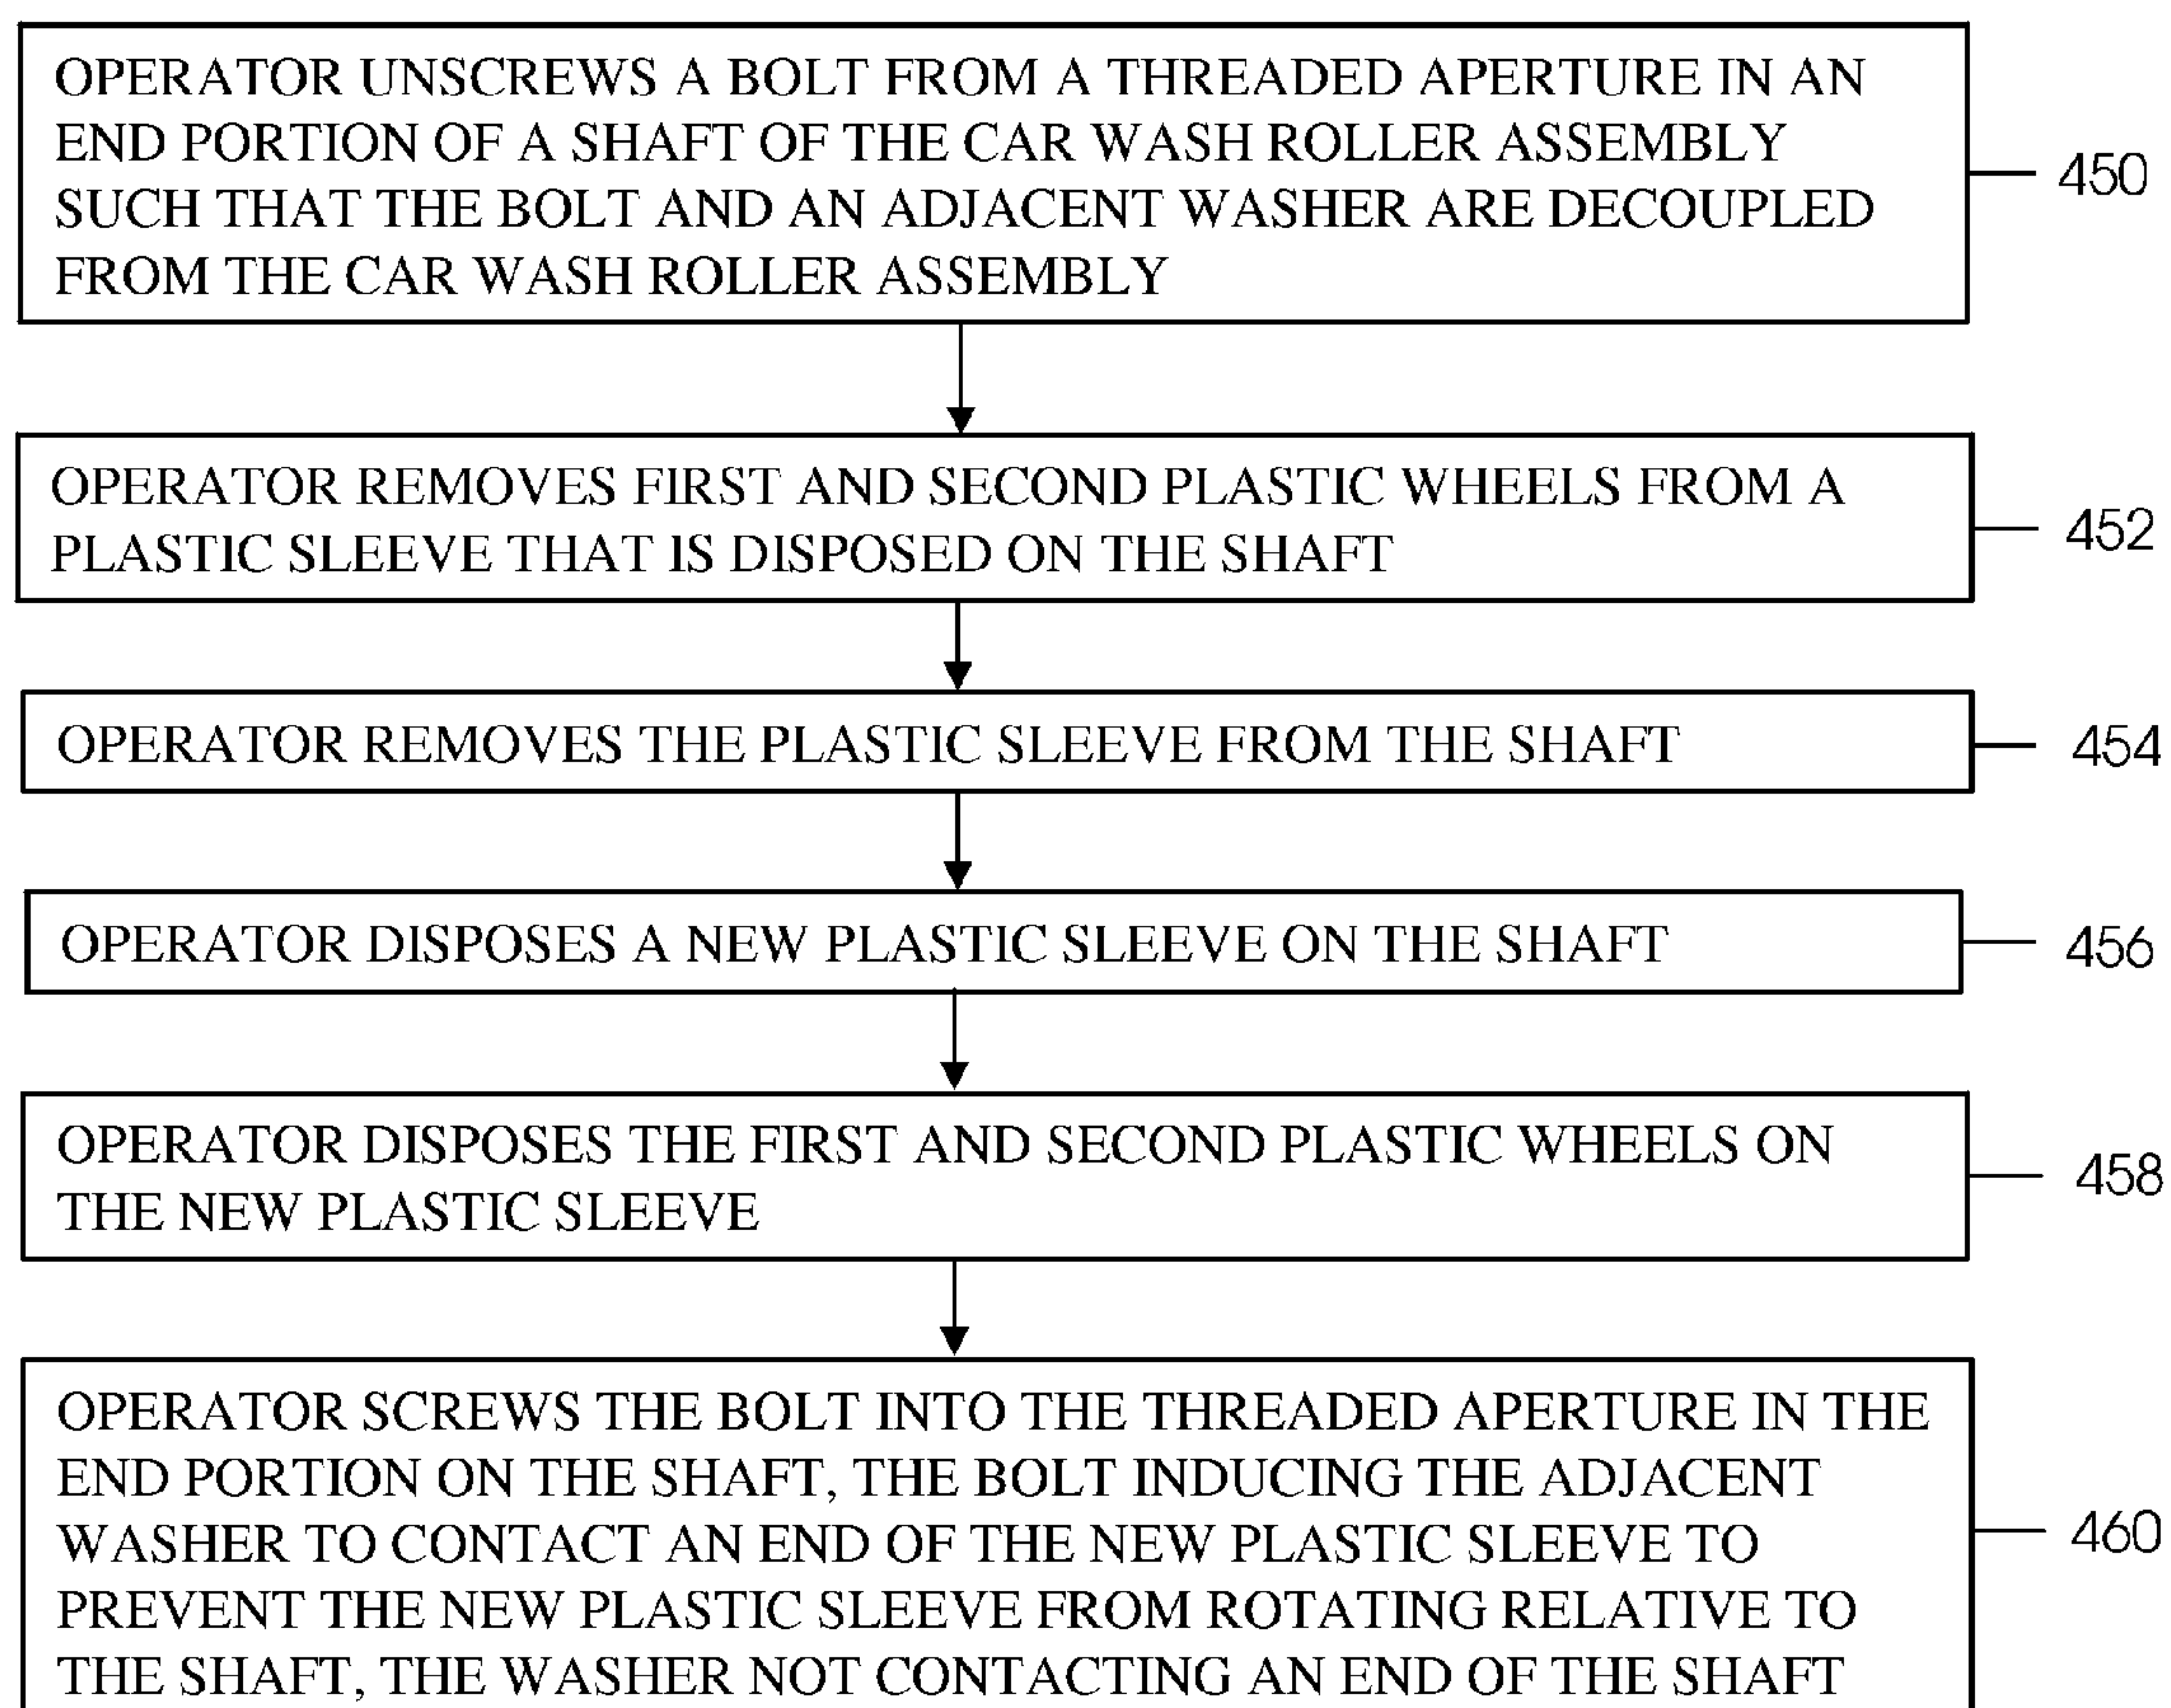 OPERATOR UNSCREWS A BOLT FROM A THREADED APERTURE IN AN
END PORTION OF A SHAFT OF THE CAR WASH ROLLER ASSEMBLY
SUCH THAT THE BOLT AND AN ADJACENT WASHER ARE DECOUPLED
FROM THE CAR WASH ROLLER ASSEMBLY
450
OPERATOR REMOVES FIRST AND SECOND PLASTIC WHEELS FROM A
PLASTIC SLEEVE THAT IS DISPOSED ON THE SHAFT
452
OPERATOR REMOVES THE PLASTIC SLEEVE FROM THE SHAFT
454
OPERATOR DISPOSES A NEW PLASTIC SLEEVE ON THE SHAFT
456
OPERATOR DISPOSES THE FIRST AND SECOND PLASTIC WHEELS ON
THE NEW PLASTIC SLEEVE
458
OPERATOR SCREWS THE BOLT INTO THE THREADED APERTURE IN THE
END PORTION ON THE SHAFT, THE BOLT INDUCING THE ADJACENT
WASHER TO CONTACT AN END OF THE NEW PLASTIC SLEEVE TO
PREVENT THE NEW PLASTIC SLEEVE FROM ROTATING RELATIVE TO
THE SHAFT, THE WASHER NOT CONTACTING AN END OF THE SHAFT
460